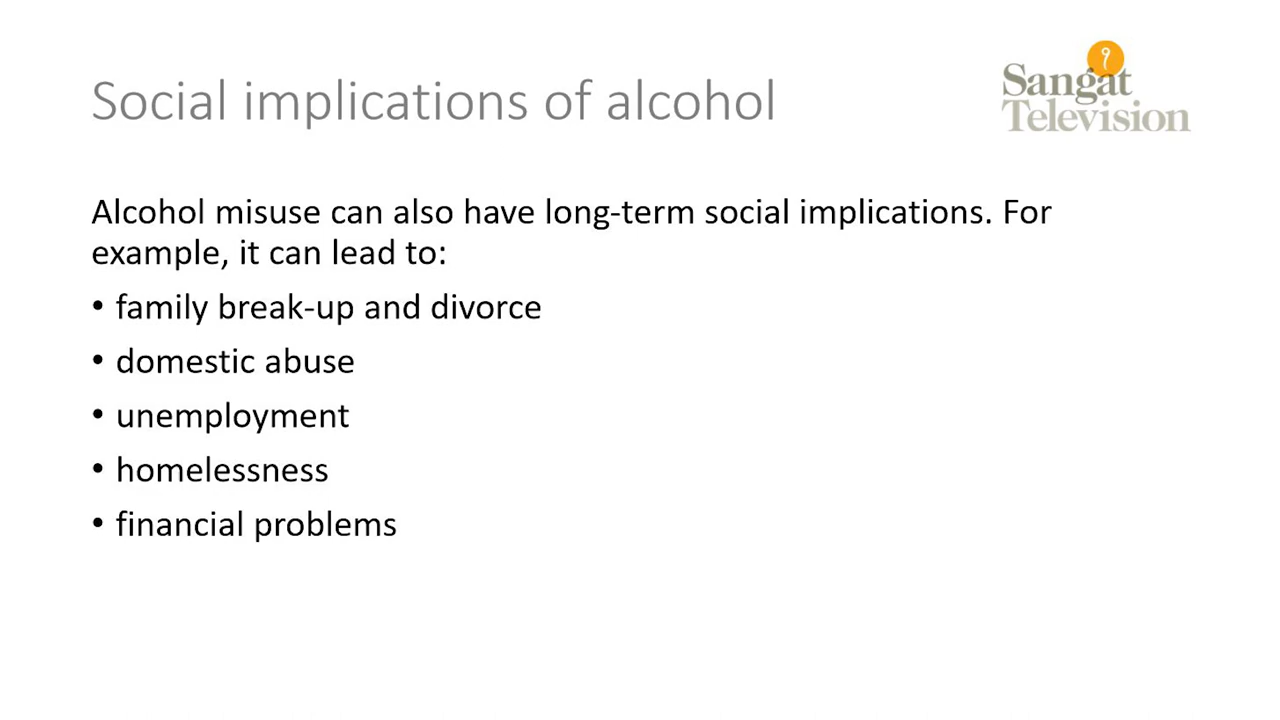 Social implications of alcohol
Sangat
Television
Alcohol misuse can also have long-term social implications. For
example, it can lead to:
• family break-up and divorce
• domestic abuse
• unemployment
• homelessness
• financial problems